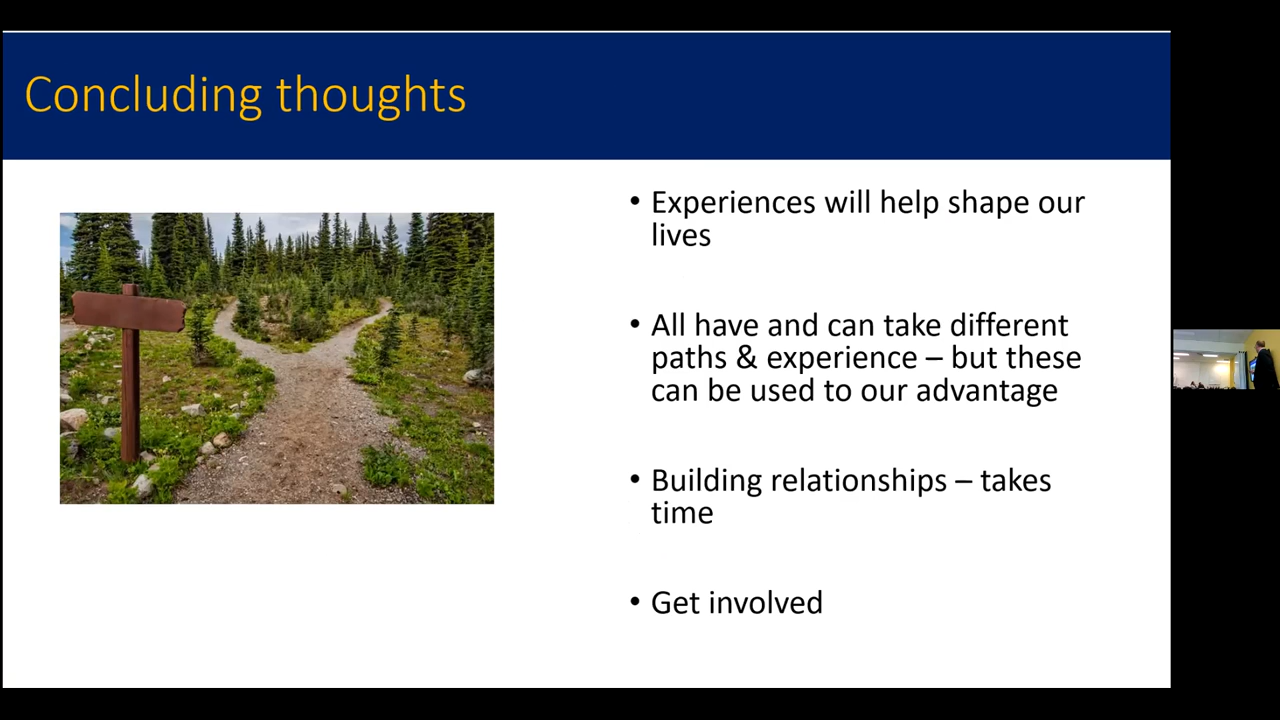 Concluding thoughts
• Experiences will help shape our
lives
• All have and can take different
paths & experience – but these
can be used to our advantage
• Building relationships – takes
time
• Get involved